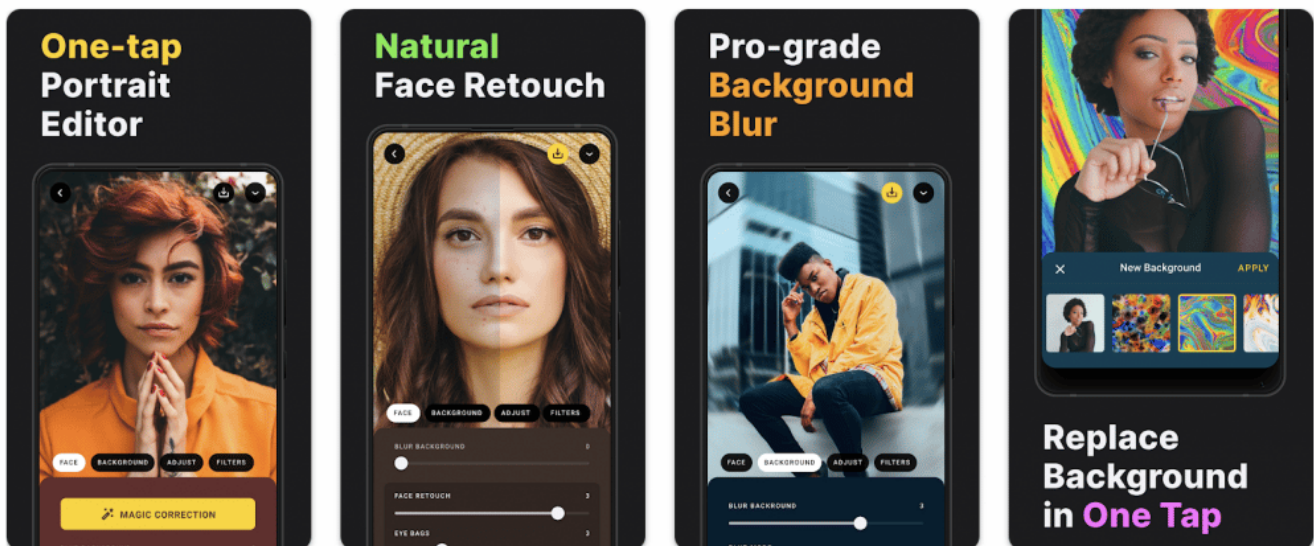 One-tap
Portrait
Editor
FACE
BACKGROUND
ADJUST
FILTERS
MAGIC CORRECTION
Natural
Face Retouch
FACE
BACKGROUND
ADJUST
FILTERS
BLUR BACKGROUND 0
FACE RETOUCH 3
EYE BAGS 2
Pro-grade
Background
Blur
FACE
BACKGROUND
ADJUST
FILTERS
BLUR BACKGROUND 3
New Background
APPLY
Replace
Background
in One Tap